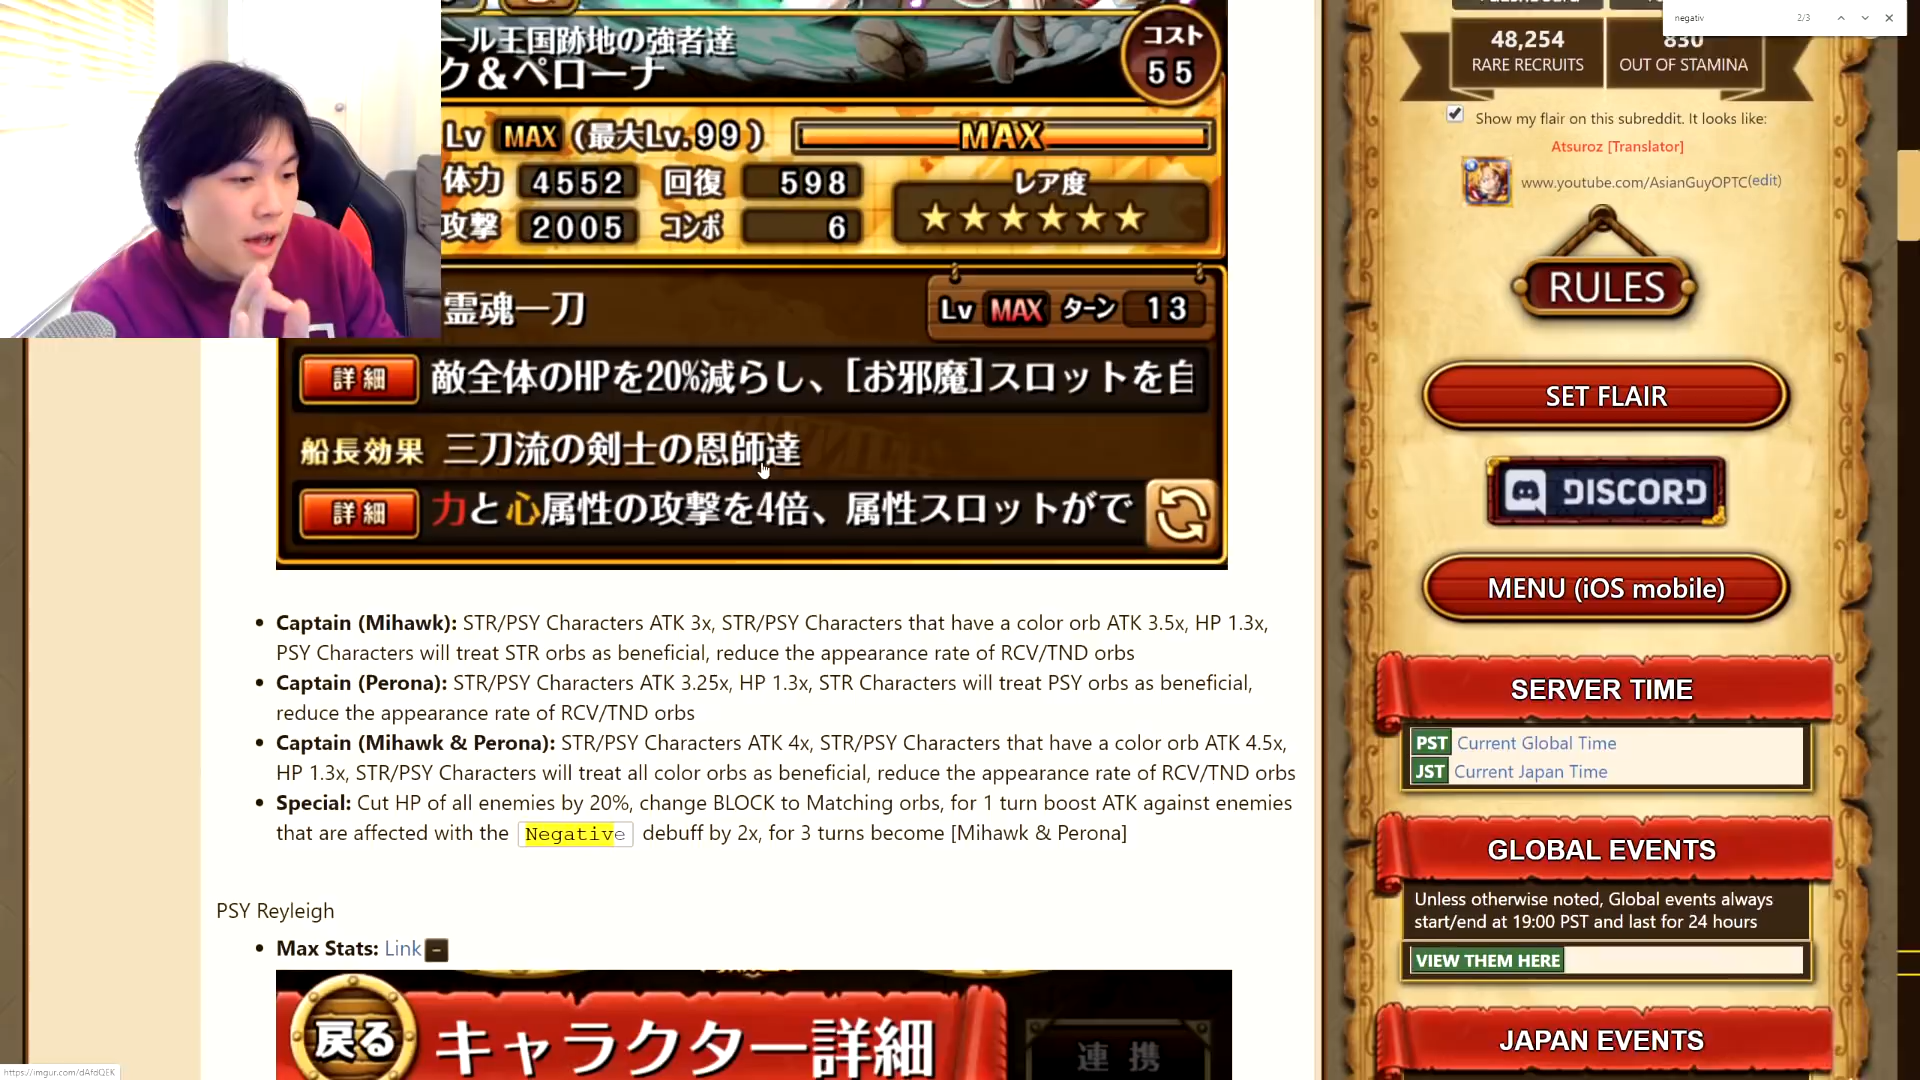 negativ
2/3
48,254
RARE RECRUITS
830
OUT OF STAMINA
Show my flair on this subreddit. It looks like:
Atsuroz [Translator]
www.youtube.com/AsianGuyOPTC(edit)
RULES
SET FLAIR
DISCORD
MENU (iOS mobile)
SERVER TIME
PST Current Global Time
JST Current Japan Time
GLOBAL EVENTS
Unless otherwise noted, Global events always
start/end at 19:00 PST and last for 24 hours
VIEW THEM HERE
JAPAN EVENTS
ール王国跡地の強者達
ク&ペローナ
コスト
55
Lv MAX (最大Lv.99) MAX
体力 4552 回復 598 レア度
攻撃 2005 コンボ 6 ★★★★★★
霊魂一刀 Lv MAX ターン 13
詳細 敵全体のHPを20%減らし、[お邪魔]スロットを自
船長効果 三刀流の剣士の恩師達
詳細 力と心属性の攻撃を4倍、属性スロットがで
• Captain (Mihawk): STR/PSY Characters ATK 3x, STR/PSY Characters that have a color orb ATK 3.5x, HP 1.3x,
PSY Characters will treat STR orbs as beneficial, reduce the appearance rate of RCV/TND orbs
• Captain (Perona): STR/PSY Characters ATK 3.25x, HP 1.3x, STR Characters will treat PSY orbs as beneficial,
reduce the appearance rate of RCV/TND orbs
• Captain (Mihawk & Perona): STR/PSY Characters ATK 4x, STR/PSY Characters that have a color orb ATK 4.5x,
HP 1.3x, STR/PSY Characters will treat all color orbs as beneficial, reduce the appearance rate of RCV/TND orbs
• Special: Cut HP of all enemies by 20%, change BLOCK to Matching orbs, for 1 turn boost ATK against enemies
that are affected with the Negative debuff by 2x, for 3 turns become [Mihawk & Perona]
PSY Reyleigh
• Max Stats: Link
戻る キャラクター詳細 連携
https://imgur.com/dAfdQEK